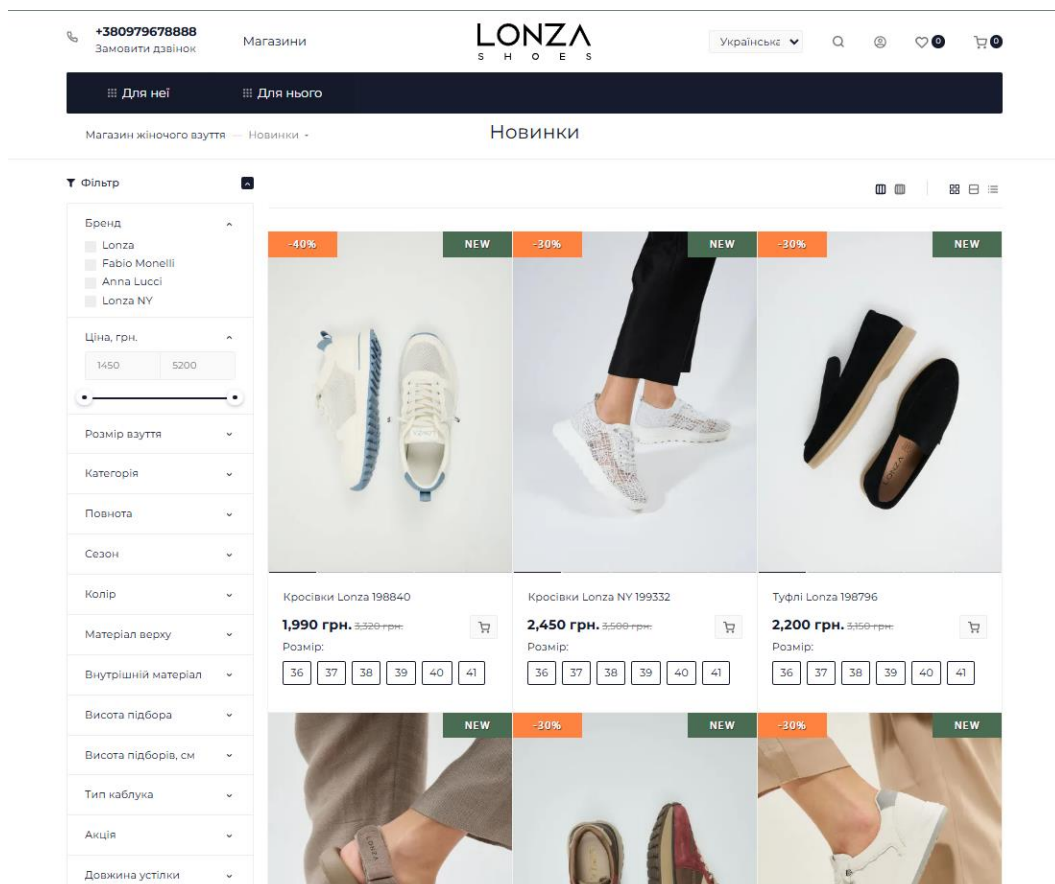 +380979678888
Замовити дзвінок
Магазини
LONZA
SHOES
Українська
0
0
Для неї
Для нього
Магазин жіночого взуття — Новинки -
Новинки
Фільтр
Бренд
Lonza
Fabio Monelli
Anna Lucci
Lonza NY
Ціна, грн.
1450 5200
Розмір взуття
Категорія
Повнота
Сезон
Колір
Матеріал верху
Внутрішній матеріал
Висота підбора
Висота підборів, см
Тип каблука
Акція
Довжина устілки
-40% NEW
LONZA
Кросівки Lonza 198840
1,990 грн. 3,320 грн.
Розмір:
36 37 38 39 40 41
-30% NEW
Кросівки Lonza NY 199332
2,450 грн. 3,500 грн.
Розмір:
36 37 38 39 40 41
-30% NEW
LONZA
Туфлі Lonza 198796
2,200 грн. 3,150 грн.
Розмір:
36 37 38 39 40 41
NEW
LONZA
-30% NEW
-30% NEW